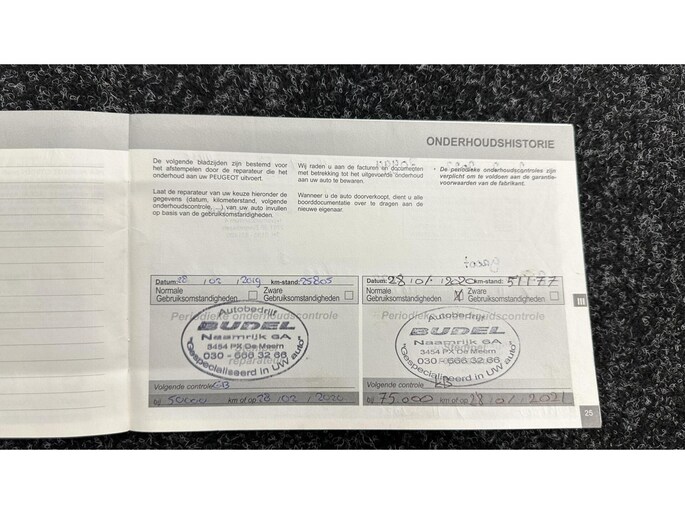 ONDERHOUDSHISTORIE
De volgende bladzijden zijn bestemd voor
het afstempelen door de reparateur die het
onderhoud aan uw PEUGEOT uitvoert.
Laat de reparateur van uw keuze hieronder de
gegevens (datum, kilometerstand, volgende
onderhoudscontrole, ...) van uw auto invullen
op basis van de gebruiksomstandigheden.
Wij raden u aan de facturen en documenten
met betrekking tot het uitgevoerde onderhoud
aan uw auto te bewaren.
Wanneer u de auto doorverkoopt, dient u alle
boorddocumentatie over te dragen aan de
nieuwe eigenaar.
* De periodieke onderhoudscontroles zijn
verplicht om te voldoen aan de garantie-
voorwaarden van de fabrikant.
Datum: 28 / 02 / 2019 km-stand: 25805
Normale Gebruiksomstandigheden
Zware Gebruiksomstandigheden
Periodieke onderhoudscontrole
Autobedrijf
BUDEL
Naamrijk 6A
3454 PX De Meern
030 - 666 32 66
"Gespecialiseerd in UW auto"
Volgende controle
bij 50000 km of op 28 / 02 / 2020
Datum: 28 / 01 / 2020 km-stand: 51177
Normale Gebruiksomstandigheden
Zware Gebruiksomstandigheden
Periodieke onderhoudscontrole
Autobedrijf
BUDEL
Naamrijk 6A
3454 PX De Meern
030 - 666 32 66
"Gespecialiseerd in UW auto"
Volgende controle
bij 75.000 km of op 28 / 01 / 2021
III
25